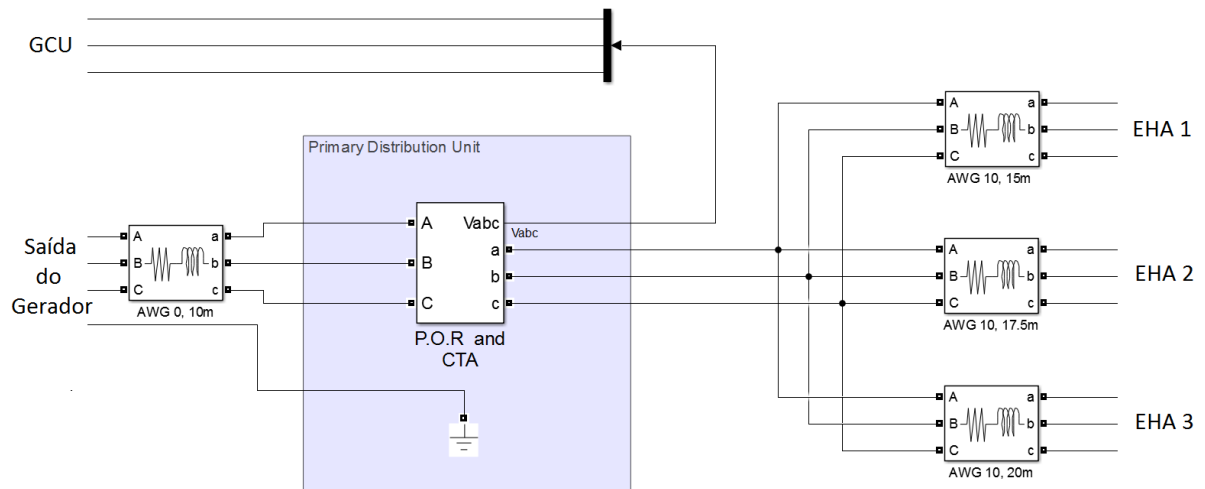 GCU
Primary Distribution Unit
Saída
do
Gerador
A
B
C
a
b
c
AWG 0, 10m
A
B
C
Vabc
a
b
c
Vabc
P.O.R and
CTA
A
B
C
a
b
c
AWG 10, 15m
EHA 1
A
B
C
a
b
c
AWG 10, 17.5m
EHA 2
A
B
C
a
b
c
AWG 10, 20m
EHA 3